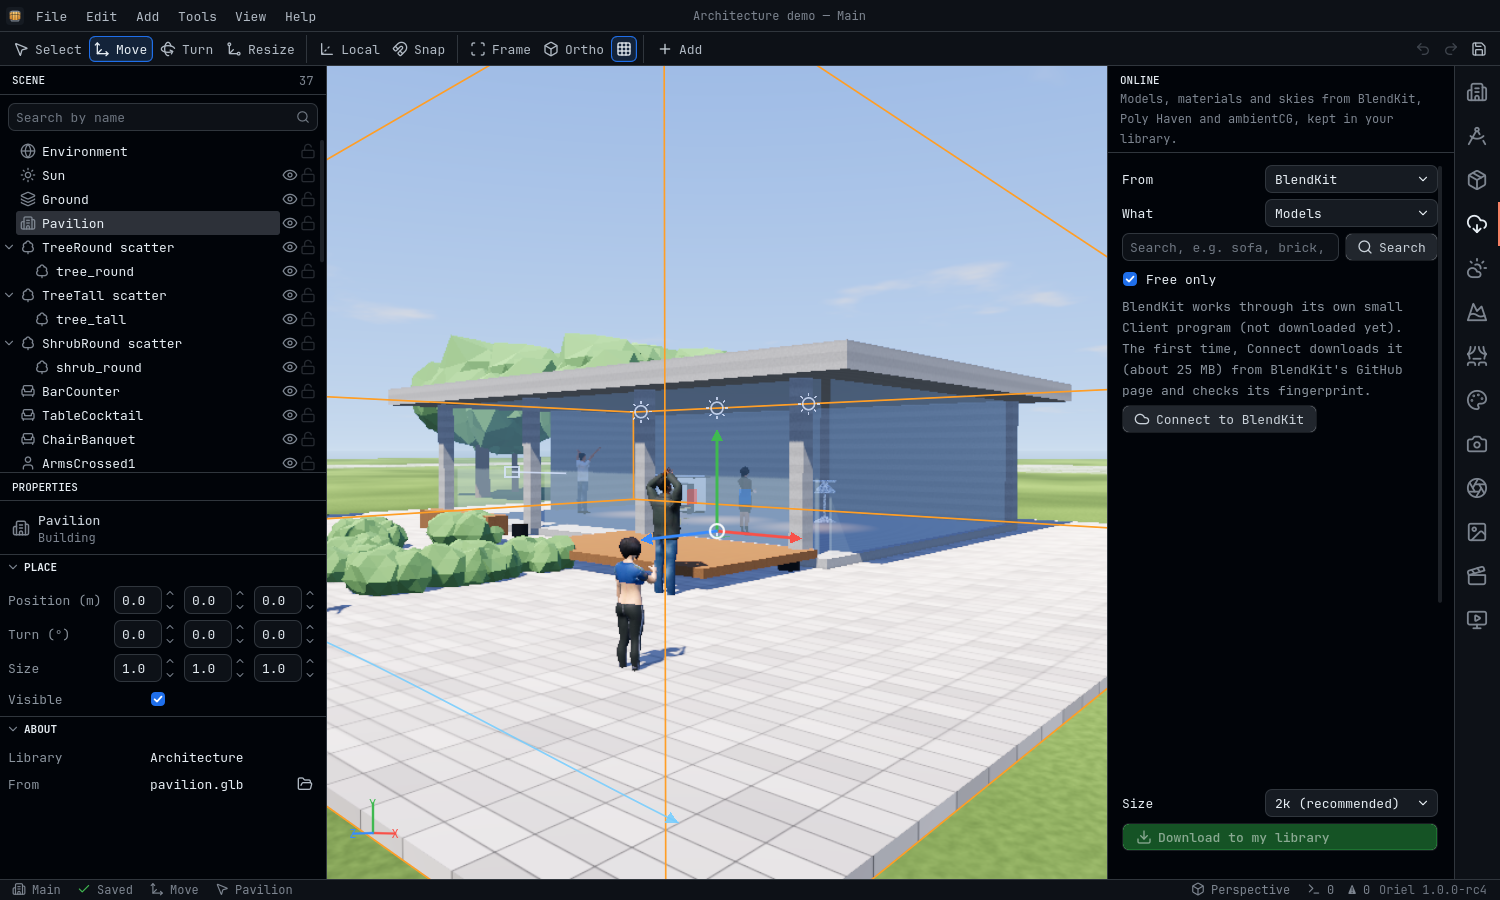 File Edit Add Tools View Help
Architecture demo — Main
Select Move Turn Resize Local Snap Frame Ortho Add
SCENE 37
Search by name
Environment
Sun
Ground
Pavilion
TreeRound scatter
tree_round
TreeTall scatter
tree_tall
ShrubRound scatter
shrub_round
BarCounter
TableCocktail
ChairBanquet
ArmsCrossed1
PROPERTIES
Pavilion
Building
PLACE
Position (m) 0.0 0.0 0.0
Turn (°) 0.0 0.0 0.0
Size 1.0 1.0 1.0
Visible
ABOUT
Library Architecture
From pavilion.glb
Y
X
ONLINE
Models, materials and skies from BlendKit,
Poly Haven and ambientCG, kept in your
library.
From BlendKit
What Models
Search, e.g. sofa, brick, Search
Free only
BlendKit works through its own small
Client program (not downloaded yet).
The first time, Connect downloads it
(about 25 MB) from BlendKit's GitHub
page and checks its fingerprint.
Connect to BlendKit
Size 2k (recommended)
Download to my library
Main Saved Move Pavilion
Perspective 0 0 Oriel 1.0.0-rc4